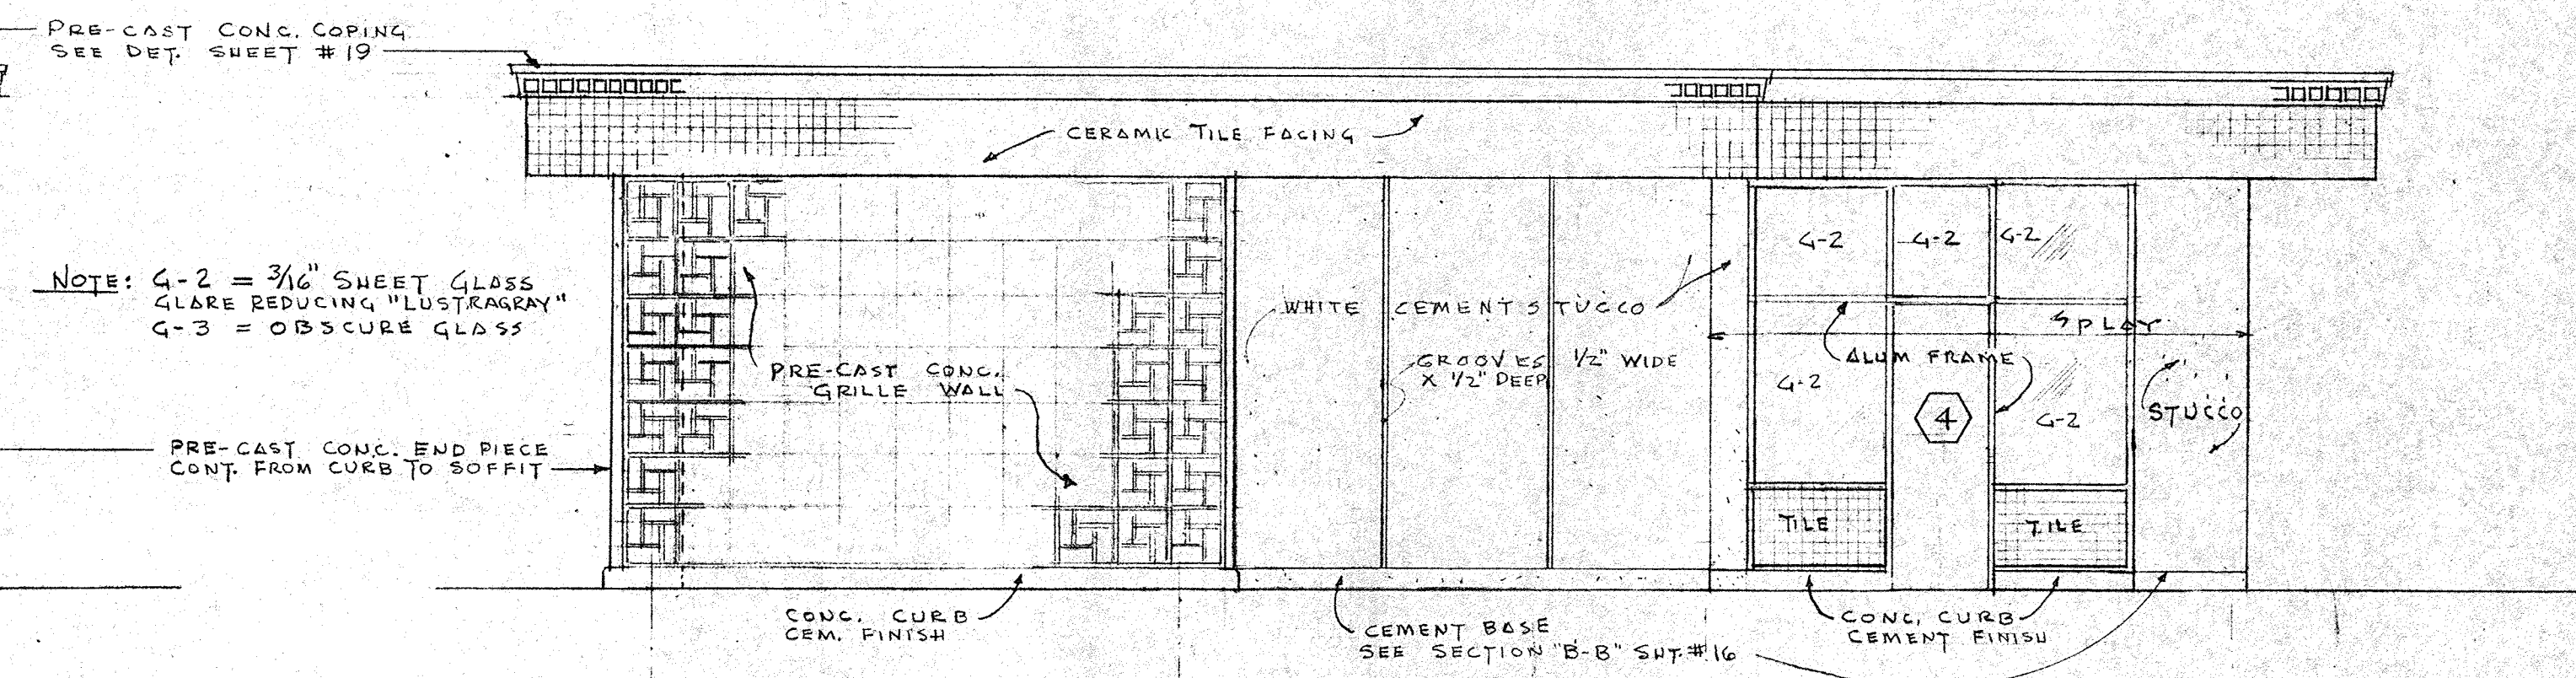 PRE-CAST CONC. COPING
SEE DET. SHEET #19
CERAMIC TILE FACING
NOTE: G-2 = 3/16" SHEET GLASS
GLARE REDUCING "LUSTRAGRAY"
G-3 = OBSCURE GLASS
PRE-CAST CONC.
GRILLE WALL
PRE-CAST CONC. END PIECE
CONT. FROM CURB TO SOFFIT
WHITE CEMENT STUCCO
GROOVES 1/2" WIDE
X 1/2" DEEP
G-2
G-2
G-2
SPLAY
ALUM FRAME
G-2
4
G-2
STUCCO
TILE
TILE
CONC. CURB
CEM. FINISH
CEMENT BASE
SEE SECTION "B-B" SHT.#16
CONC. CURB
CEMENT FINISH